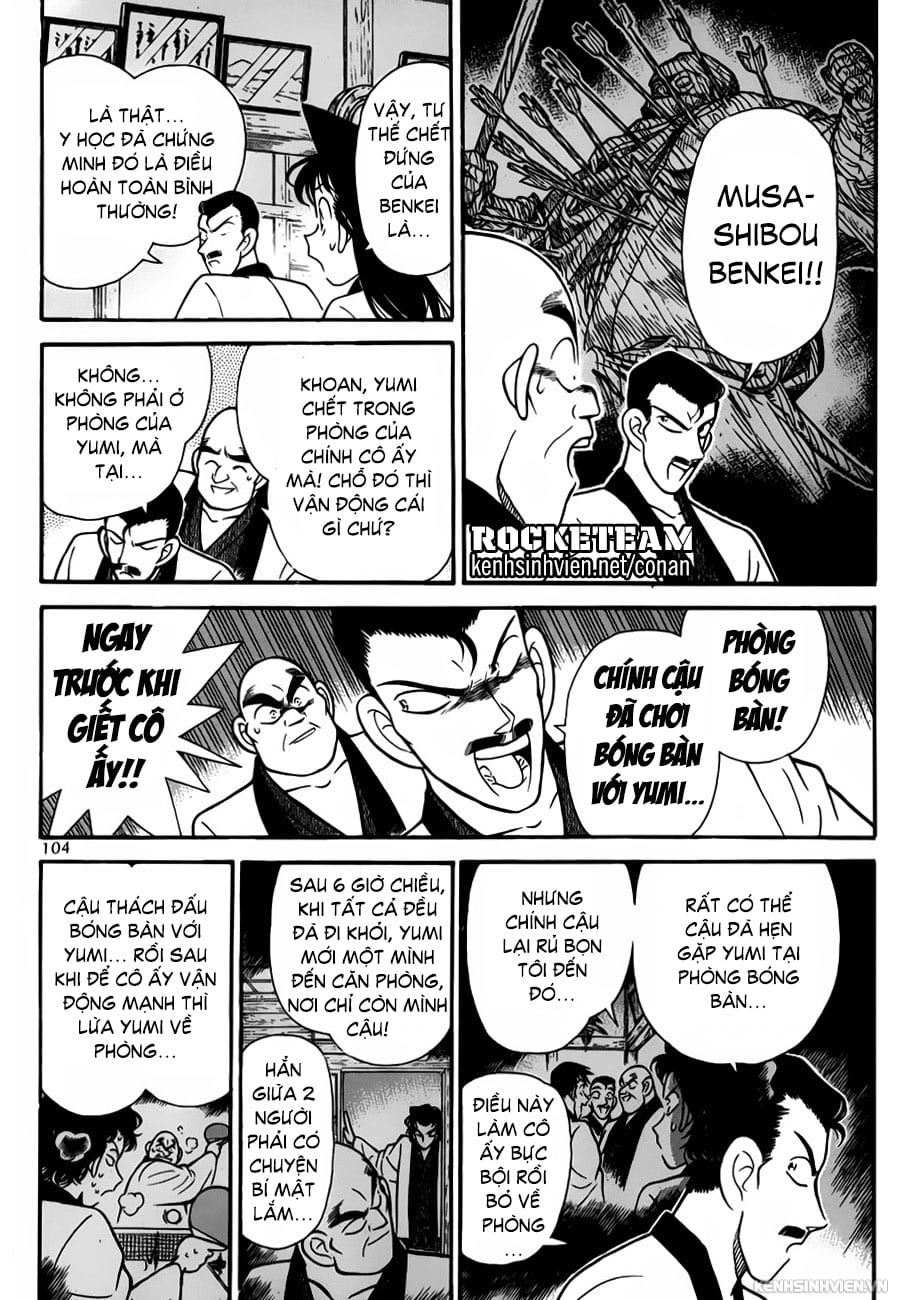 MUSA-
SHIBOU
BENKEI!!
VẬY, TƯ
THẾ CHẾT
ĐỨNG
CỦA
BENKEI
LÀ...
LÀ THẬT...
Y HỌC ĐÃ CHỨNG
MINH ĐÓ LÀ ĐIỀU
HOÀN TOÀN BÌNH
THƯỜNG!
KHOAN, YUMI
CHẾT TRONG
PHÒNG CỦA
CHÍNH CÔ ẤY
MÀ! CHỖ ĐÓ THÌ
VẬN ĐỘNG CÁI
GÌ CHỨ?
KHÔNG...
KHÔNG PHẢI Ở
PHÒNG CỦA
YUMI, MÀ
TẠI...
ROCKETEAM
kenhsinhvien.net/conan
PHÒNG
BÓNG
BÀN!
CHÍNH CẬU
ĐÃ CHƠI
BÓNG BÀN
VỚI YUMI...
NGAY
TRƯỚC KHI
GIẾT CÔ
ẤY!!
104
RẤT CÓ THỂ
CẬU ĐÃ HẸN
GẶP YUMI TẠI
PHÒNG BÓNG
BÀN...
NHƯNG
CHÍNH CẬU
LẠI RỦ BỌN
TÔI ĐẾN
ĐÓ...
ĐIỀU NÀY
LÀM CÔ
ẤY BỰC
BỘI RỒI
BỎ VỀ
PHÒNG
...
SAU 6 GIỜ CHIỀU,
KHI TẤT CẢ ĐỀU
ĐÃ ĐI KHỎI, YUMI
MỚI MỘT MÌNH
ĐẾN CĂN PHÒNG,
NƠI CHỈ CÒN MÌNH
CẬU!
HẲN
GIỮA 2
NGƯỜI
PHẢI CÓ
CHUYỆN
BÍ MẬT
LẮM...
CẬU THÁCH ĐẤU
BÓNG BÀN VỚI
YUMI... RỒI SAU
KHI ĐỂ CÔ ẤY VẬN
ĐỘNG MẠNH THÌ
LỪA YUMI VỀ
PHÒNG...
KENHSINHVIEN.VN